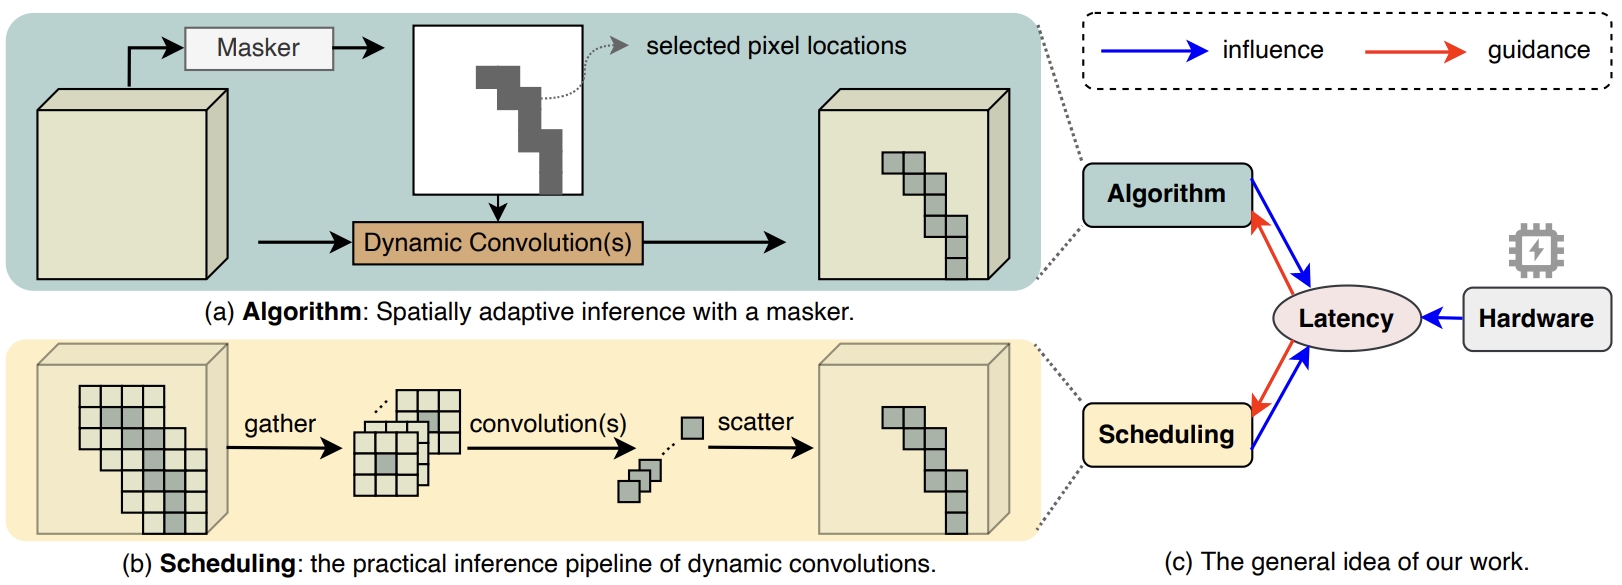 Masker
selected pixel locations
Dynamic Convolution(s)
(a) Algorithm: Spatially adaptive inference with a masker.
gather
convolution(s)
scatter
(b) Scheduling: the practical inference pipeline of dynamic convolutions.
influence
guidance
Algorithm
Latency
Hardware
Scheduling
(c) The general idea of our work.